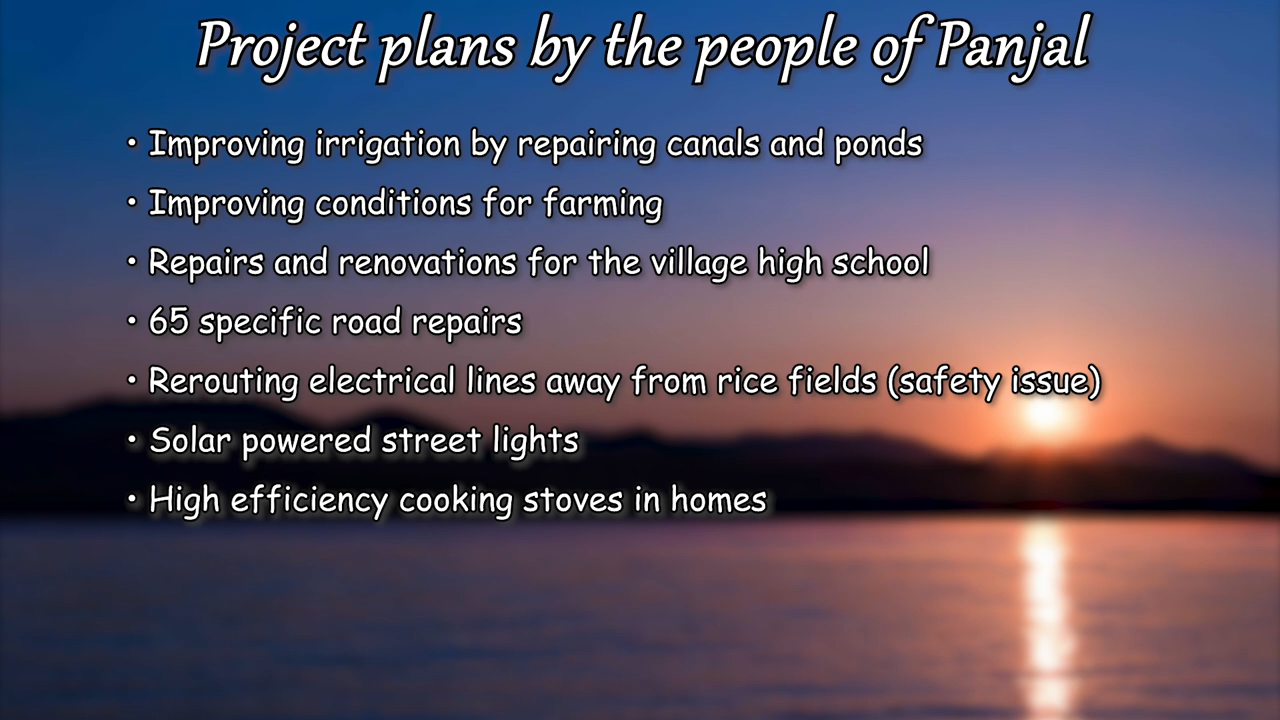 Project plans by the people of Panjal
• Improving irrigation by repairing canals and ponds
• Improving conditions for farming
• Repairs and renovations for the village high school
• 65 specific road repairs
• Rerouting electrical lines away from rice fields (safety issue)
• Solar powered street lights
• High efficiency cooking stoves in homes